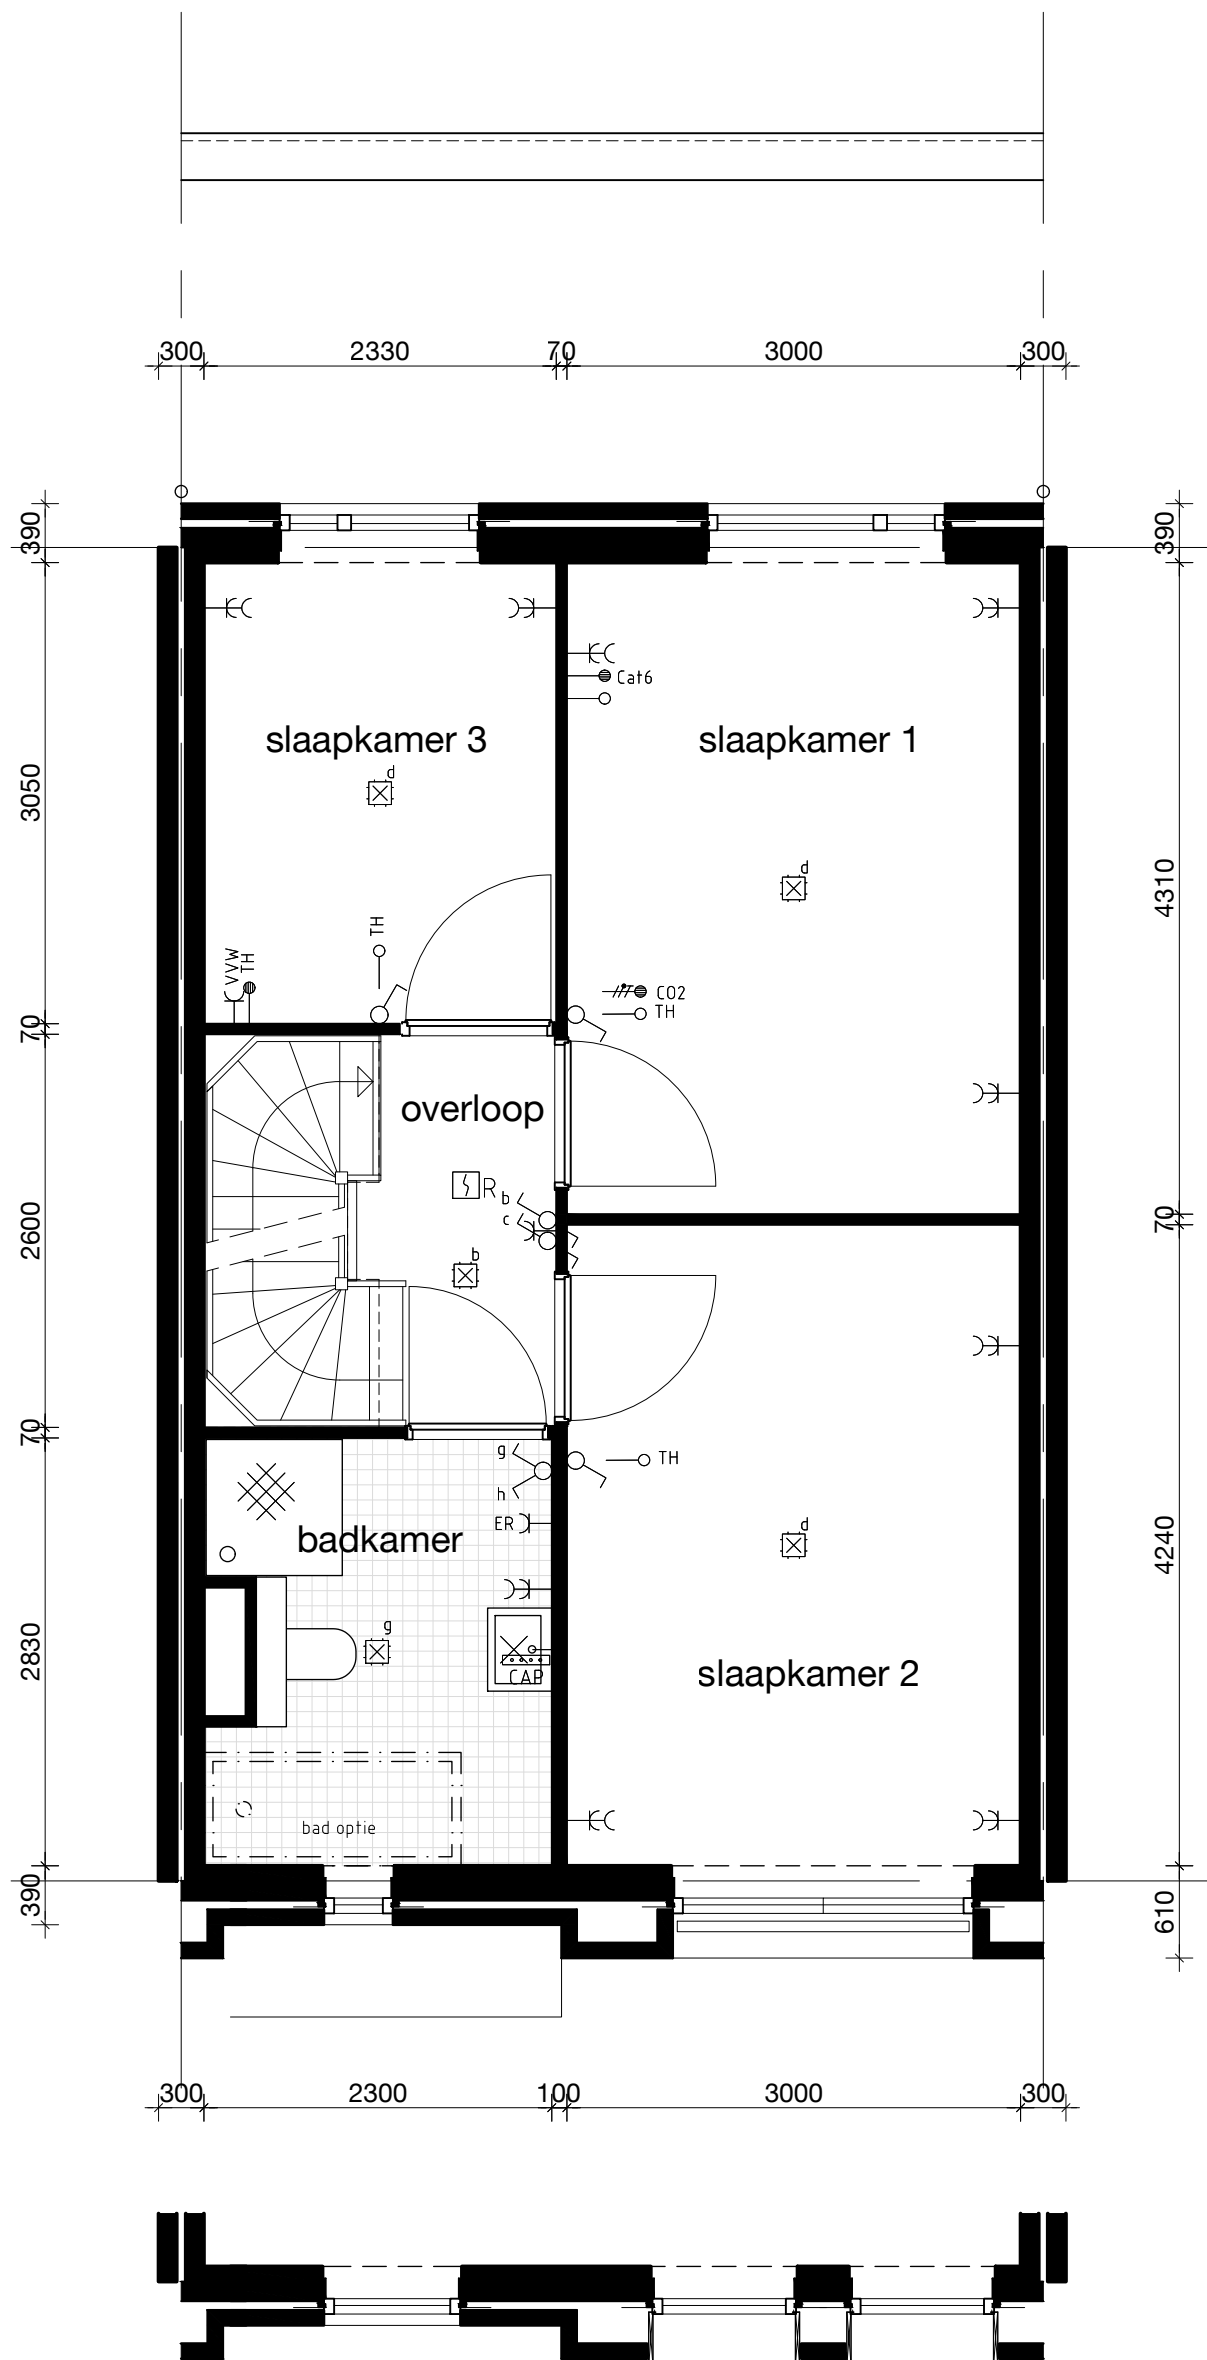 300 2330 70 3000 300
390
390
Cat6
slaapkamer 3
slaapkamer 1
d
3050
d
4310
TH
VVW
TH
CO2
TH
70
overloop
R
b
c
70
2600
b
70
g
TH
h
ER
badkamer
d
4240
g
2830
CAP
slaapkamer 2
bad optie
390
610
300 2300 100 3000 300